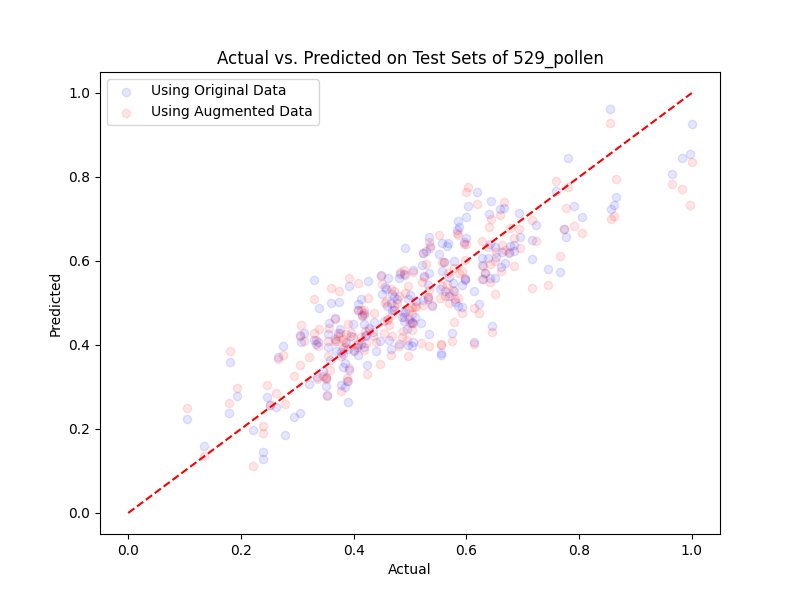 Actual vs. Predicted on Test Sets of 529_pollen
Using Original Data
Using Augmented Data
1.0
0.8
0.6
0.4
0.2
0.0
Predicted
0.0 0.2 0.4 0.6 0.8 1.0
Actual